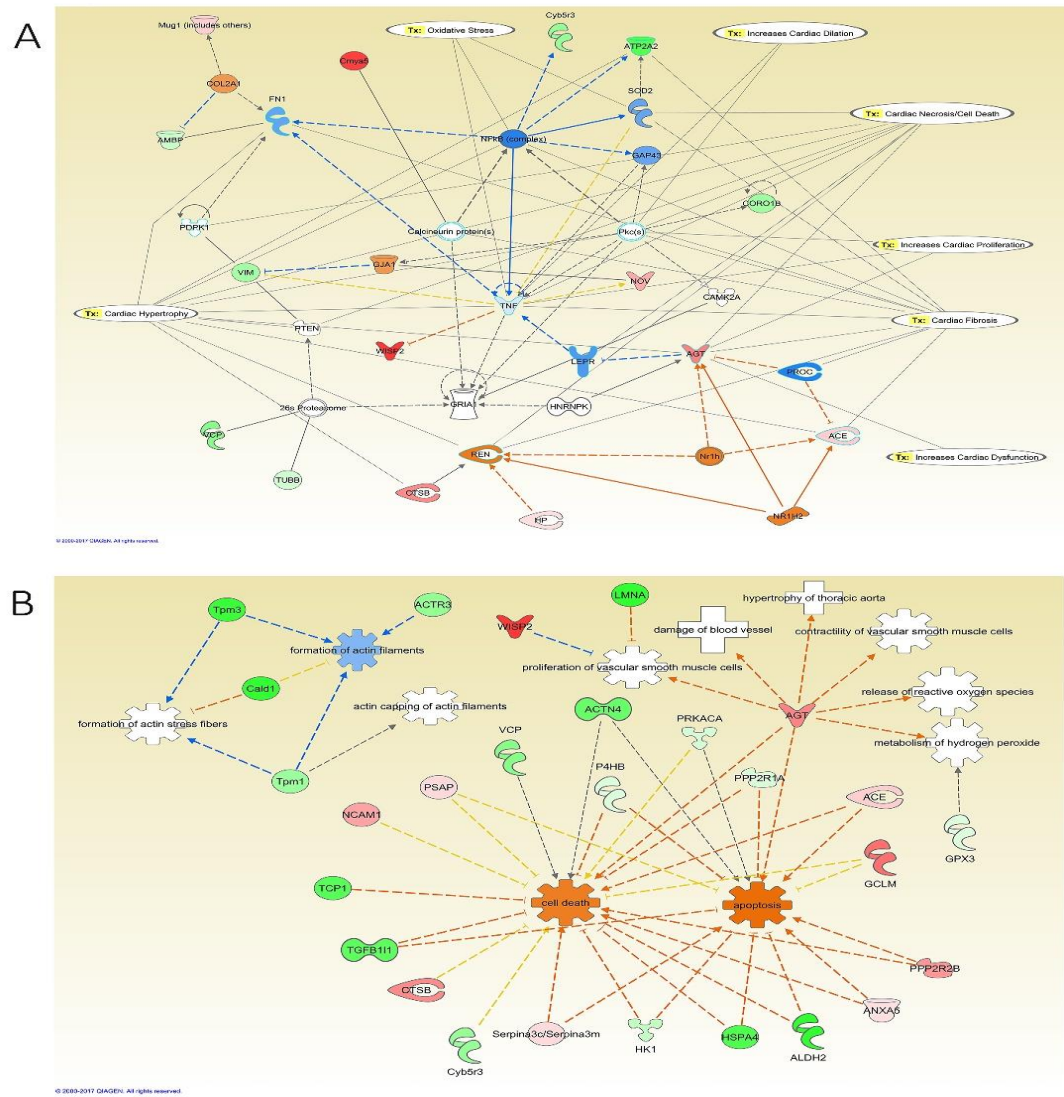 A
Mug1 (includes others)
Tx: Oxidative Stress
Cyb5r3
Tx: Increases Cardiac Dilation
ATP2A2
Cmya5
COL2A1
FN1
SOD2
Tx: Cardiac Necrosis/Cell Death
AMBP
NFkB (complex)
GAP43
CORO1B
PDPK1
Calcineurin protein(s)
Pkc(s)
Tx: Increases Cardiac Proliferation
VIM
GJA1
NOV
CAMK2A
TNF
Tx: Cardiac Hypertrophy
Tx: Cardiac Fibrosis
PTEN
WISP2
LEPR
AGT
PROC
26s Proteasome
GRIA1
HNRNPK
VCP
ACE
REN
Nr1h
Tx: Increases Cardiac Dysfunction
TUBB
CTSB
HP
NR1H2
© 2000-2017 QIAGEN. All rights reserved.
B
Tpm3
ACTR3
LMNA
hypertrophy of thoracic aorta
WISP2
damage of blood vessel
contractility of vascular smooth muscle cells
formation of actin filaments
proliferation of vascular smooth muscle cells
Cald1
release of reactive oxygen species
actin capping of actin filaments
ACTN4
PRKACA
AGT
formation of actin stress fibers
VCP
metabolism of hydrogen peroxide
P4HB
PPP2R1A
Tpm1
PSAP
ACE
NCAM1
GPX3
GCLM
TCP1
cell death
apoptosis
TGFB1I1
PPP2R2B
CTSB
ANXA5
Serpina3c/Serpina3m
HK1
HSPA4
ALDH2
Cyb5r3
© 2000-2017 QIAGEN. All rights reserved.